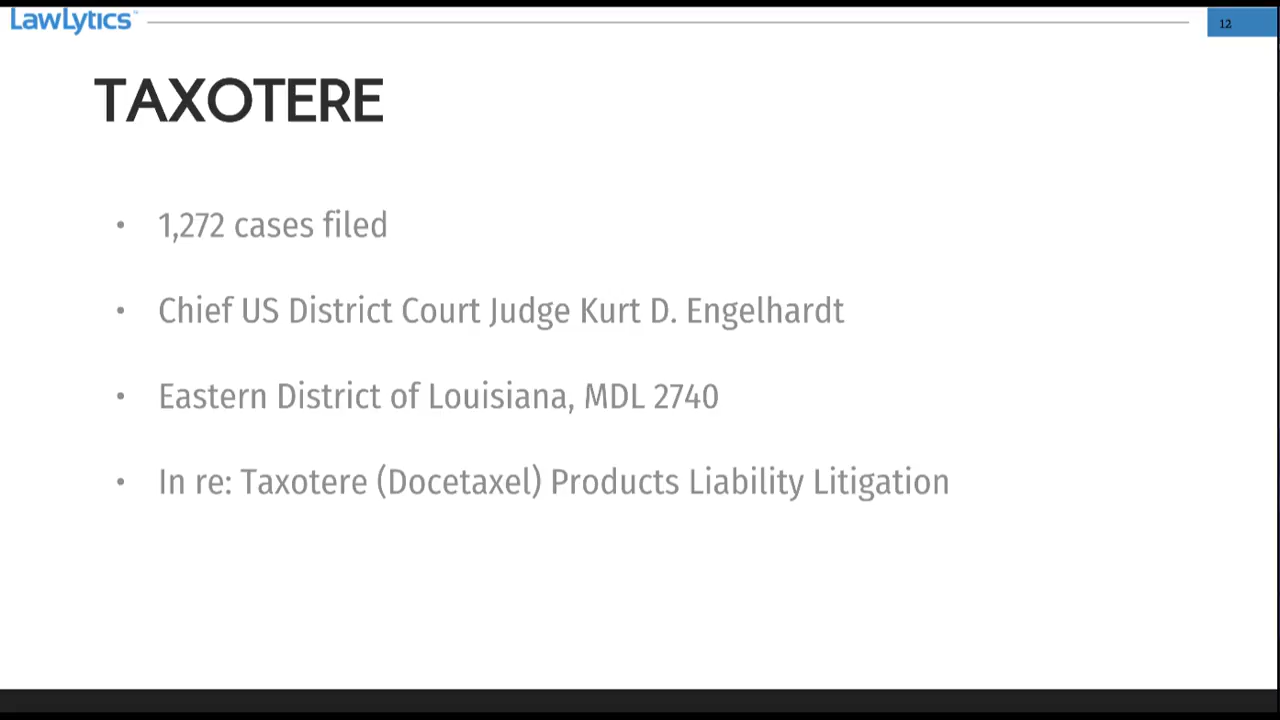 LawLytics™
12
TAXOTERE
• 1,272 cases filed
• Chief US District Court Judge Kurt D. Engelhardt
• Eastern District of Louisiana, MDL 2740
• In re: Taxotere (Docetaxel) Products Liability Litigation